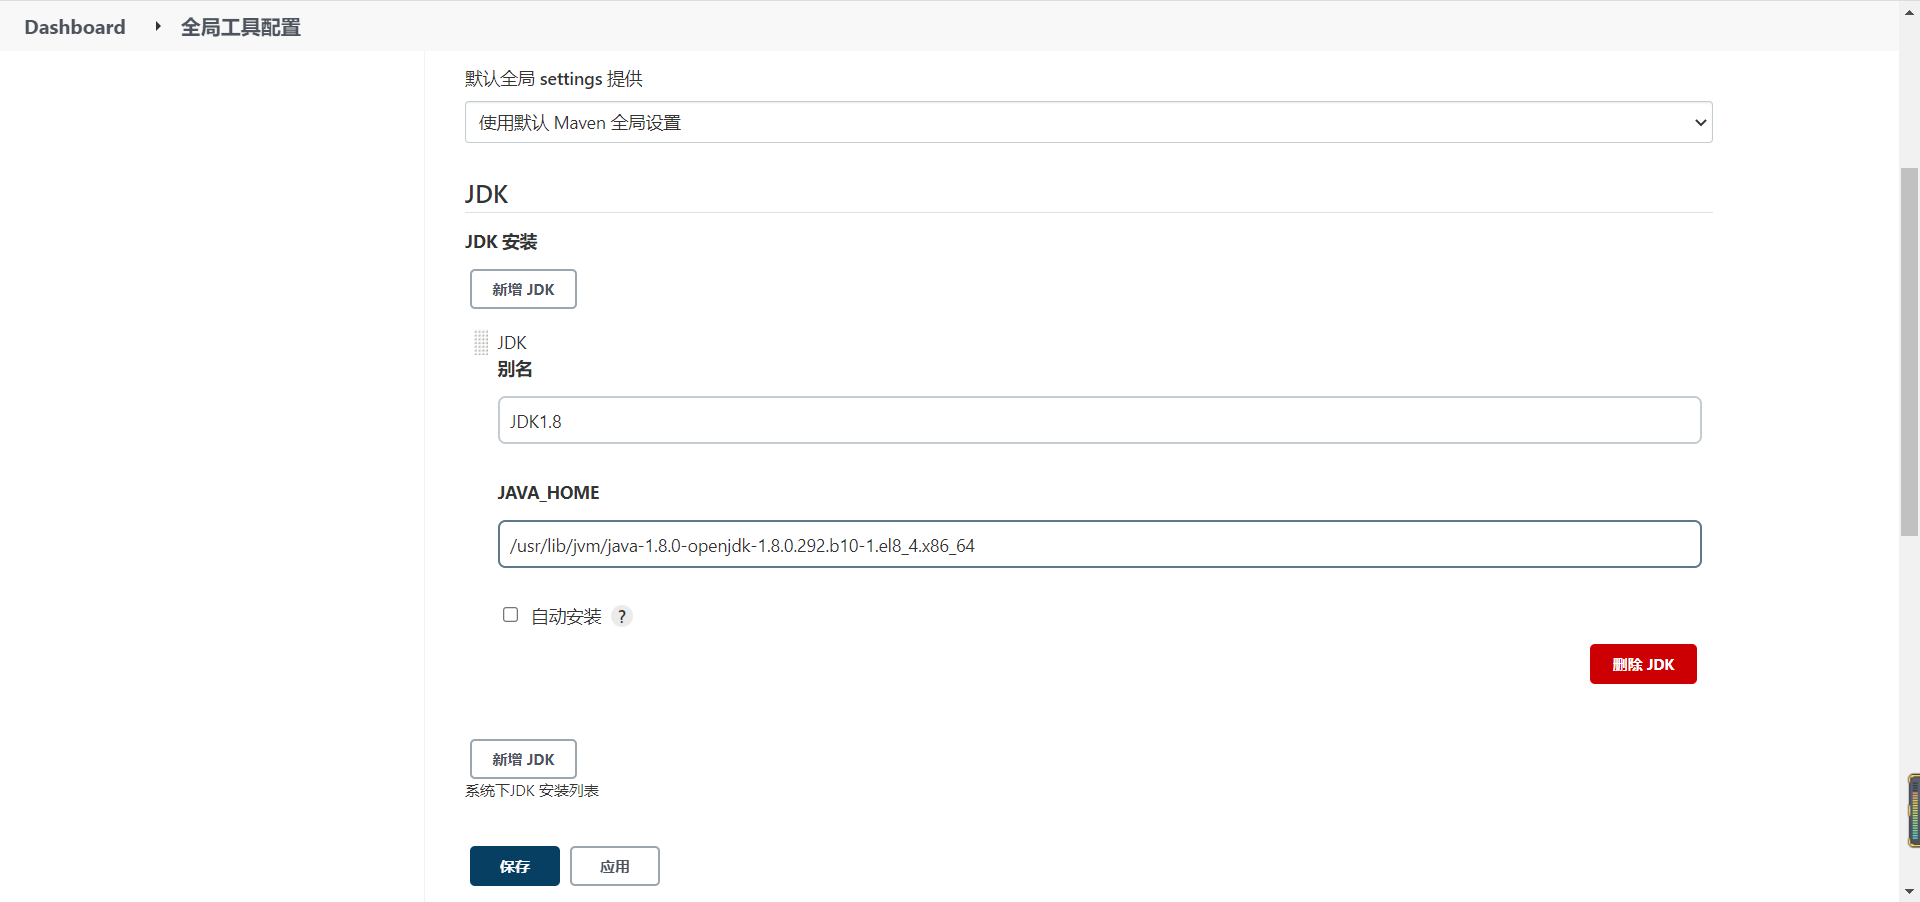 Dashboard 全局工具配置
默认全局 settings 提供
使用默认 Maven 全局设置
JDK
JDK 安装
新增 JDK
JDK
别名
JDK1.8
JAVA_HOME
/usr/lib/jvm/java-1.8.0-openjdk-1.8.0.292.b10-1.el8_4.x86_64
自动安装 ?
删除 JDK
新增 JDK
系统下JDK 安装列表
保存 应用